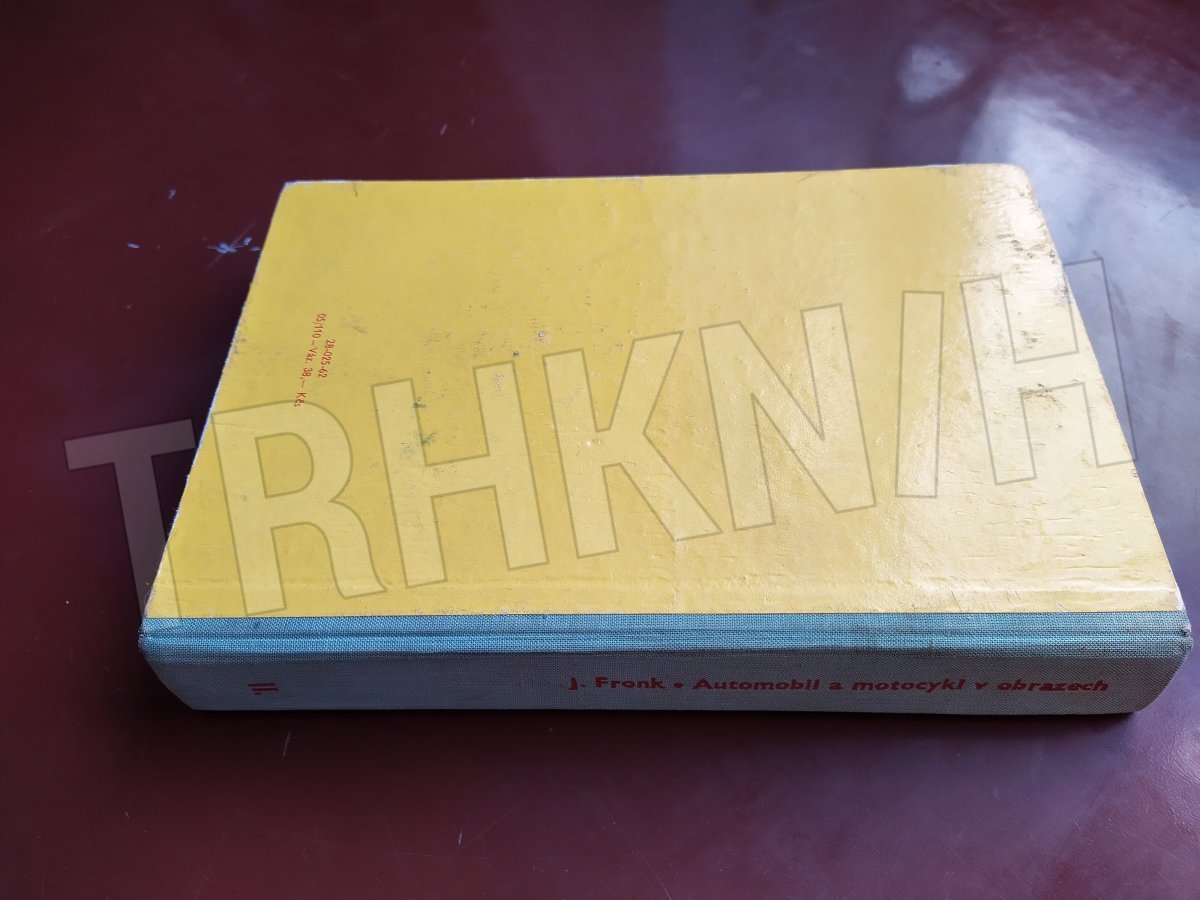 28-025-62
05/110 – Váz. 38,— Kčs
TRHKNIH
II.
J. Fronk • Automobil a motocykl v obrazech